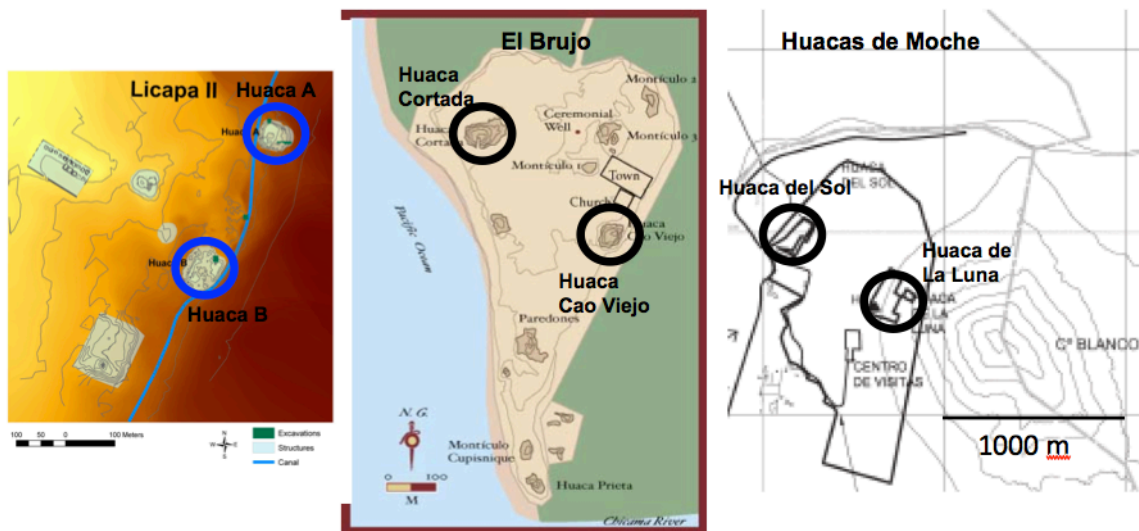 Licapa II
Huaca A
Huaca A
Huaca B
Huaca B
100 50 0 100 Meters
N
W E
S
Excavations
Structures
Canal
El Brujo
Huaca
Cortada
Huaca
Cortada
Montículo 2
Ceremonial
Well
Montículo 3
Montículo 1
Town
Church
Huaca
Cao Viejo
Huaca
Cao Viejo
Pacific Ocean
Paredones
N. G.
0 100
M
Montículo
Cupisnique
Huaca Prieta
Chicama River
Huacas de Moche
Huaca del Sol
HUACA
DEL SOL
Huaca de
La Luna
HUACA
DE LA
LUNA
Cº BLANCO
CENTRO
DE VISITAS
1000 m